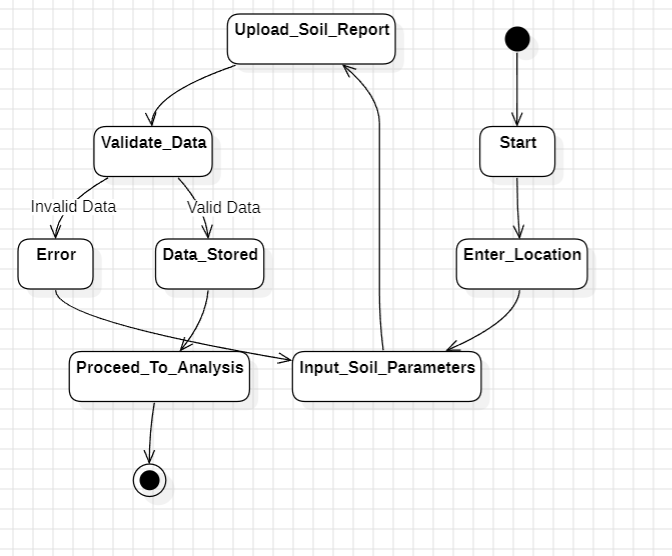 Upload_Soil_Report
Validate_Data
Start
Invalid Data
Valid Data
Error
Data_Stored
Enter_Location
Proceed_To_Analysis
Input_Soil_Parameters